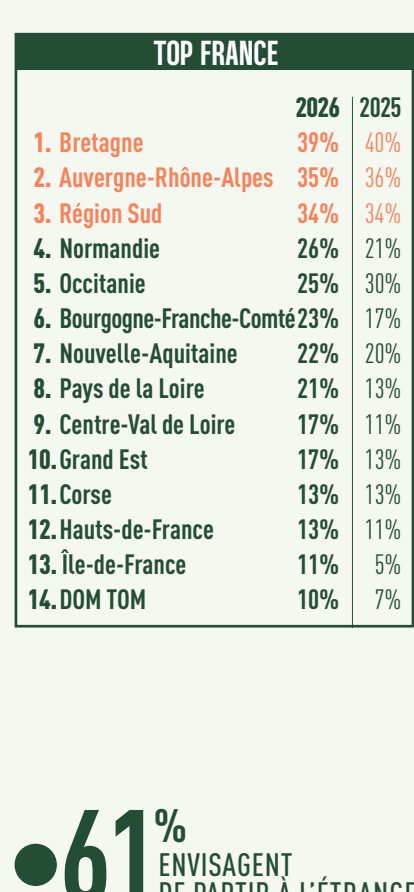 TOP FRANCE
2026 2025
1. Bretagne 39% 40%
2. Auvergne-Rhône-Alpes 35% 36%
3. Région Sud 34% 34%
4. Normandie 26% 21%
5. Occitanie 25% 30%
6. Bourgogne-Franche-Comté 23% 17%
7. Nouvelle-Aquitaine 22% 20%
8. Pays de la Loire 21% 13%
9. Centre-Val de Loire 17% 11%
10. Grand Est 17% 13%
11. Corse 13% 13%
12. Hauts-de-France 13% 11%
13. Île-de-France 11% 5%
14. DOM TOM 10% 7%
61%
ENVISAGENT
DE PARTIR À L'ÉTRANGE